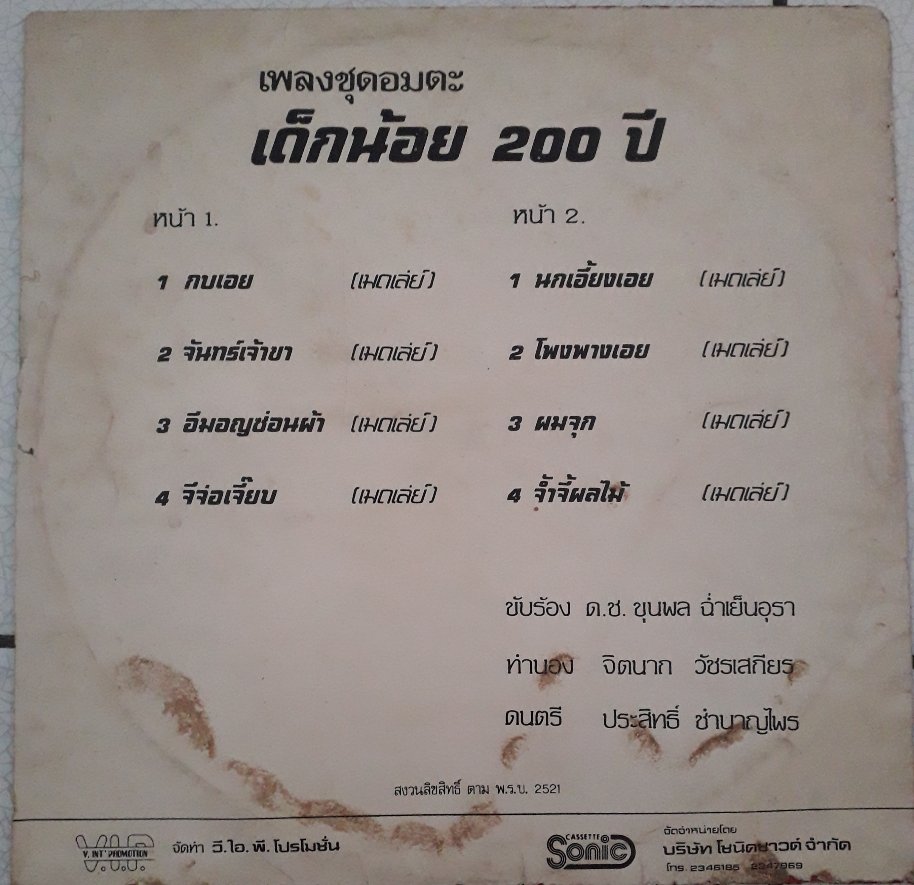 เพลงชุดอมตะ
เด็กน้อย 200 ปี
หน้า 1.
1 กบเอย (เมดเล่ย์)
2 จันทร์เจ้าขา (เมดเล่ย์)
3 อีมอญซ่อนผ้า (เมดเล่ย์)
4 จีจ่อเจี๊ยบ (เมดเล่ย์)
หน้า 2.
1 นกเอี้ยงเอย (เมดเล่ย์)
2 โพงพางเอย (เมดเล่ย์)
3 ผมจุก (เมดเล่ย์)
4 จ้ำจี้ผลไม้ (เมดเล่ย์)
ขับร้อง ด.ช. ขุนพล ฉ่ำเย็นอุรา
ทำนอง จิตนาถ วัชรเสถียร
ดนตรี ประสิทธิ์ ชำนาญไพร
สงวนลิขสิทธิ์ ตาม พ.ร.บ. 2521
V. INT' PROMOTION
V.I.P.
จัดทำ วี.ไอ.พี.โปรโมชั่น
CASSETTE
Sonic
จัดจำหน่ายโดย
บริษัท โซนิคซาวด์ จำกัด
โทร. 2346185 2347969